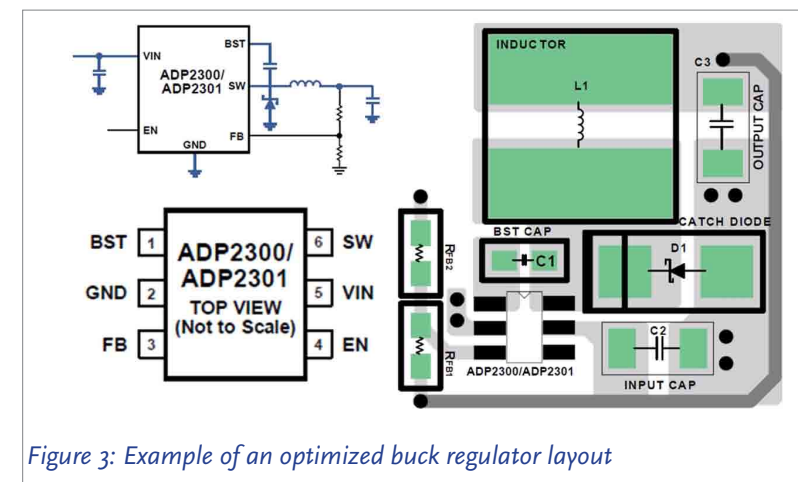 BST
VIN
ADP2300/
ADP2301
SW
EN
FB
GND
BST 1
GND 2
FB 3
ADP2300/
ADP2301
TOP VIEW
(Not to Scale)
6 SW
5 VIN
4 EN
INDUCTOR
L1
C3
OUTPUT CAP
CATCH DIODE
D1
BST CAP
C1
RFB2
RFB1
C2
INPUT CAP
ADP2300/ADP2301
Figure 3: Example of an optimized buck regulator layout